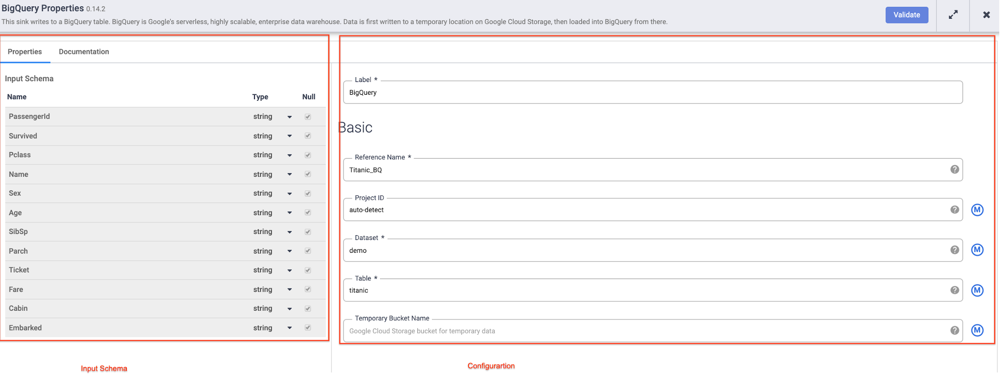 BigQuery Properties 0.14.2
This sink writes to a BigQuery table. BigQuery is Google's serverless, highly scalable, enterprise data warehouse. Data is first written to a temporary location on Google Cloud Storage, then loaded into BigQuery from there.
Validate
Properties Documentation
Input Schema
Name Type Null
PassengerId string
Survived string
Pclass string
Name string
Sex string
Age string
SibSp string
Parch string
Ticket string
Fare string
Cabin string
Embarked string
Input Schema
Label *
BigQuery
Basic
Reference Name *
Titanic_BQ ?
Project ID
auto-detect ? M
Dataset *
demo ? M
Table *
titanic ? M
Temporary Bucket Name
Google Cloud Storage bucket for temporary data ? M
Configurartion